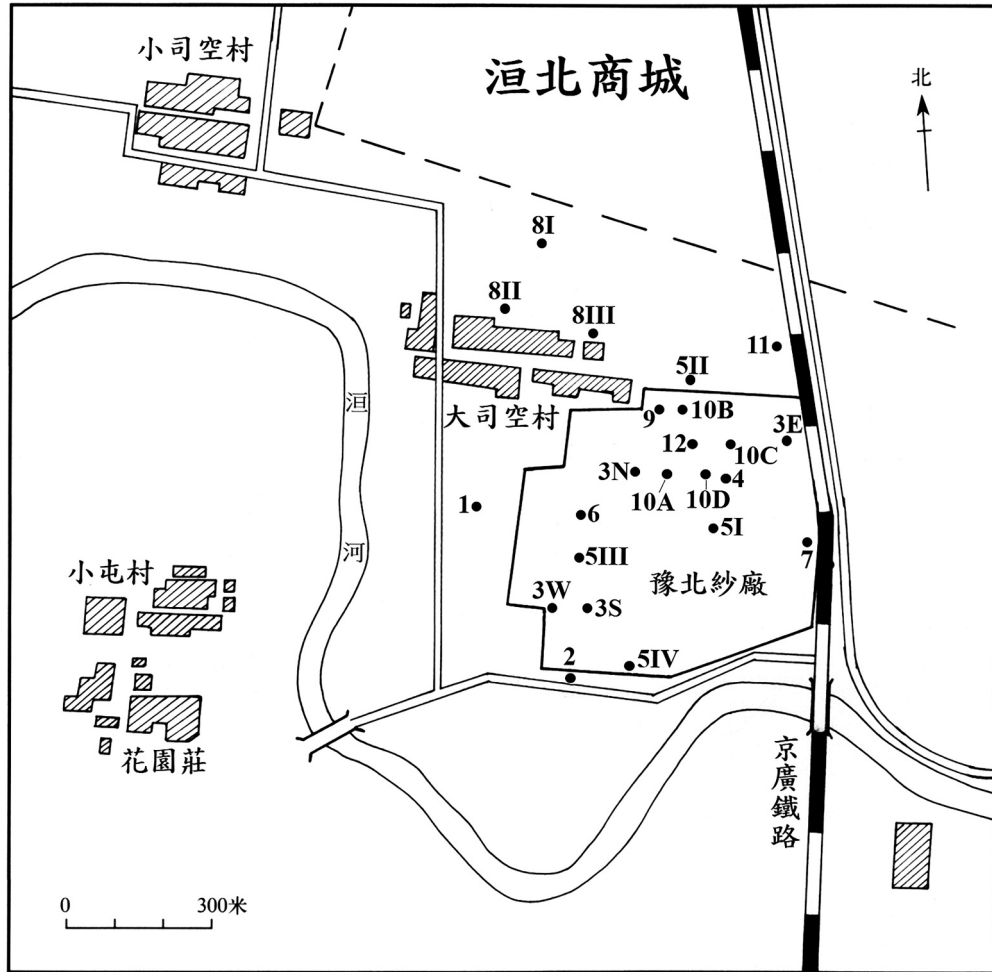 小司空村
洹北商城
北
8I
8II
8III
11
5II
洹
大司空村
9
10B
3E
12
10C
3N
4
10A
10D
1
6
5I
河
5III
7
小屯村
豫北紗廠
3W
3S
2
5IV
花園莊
京廣鐵路
0
300米